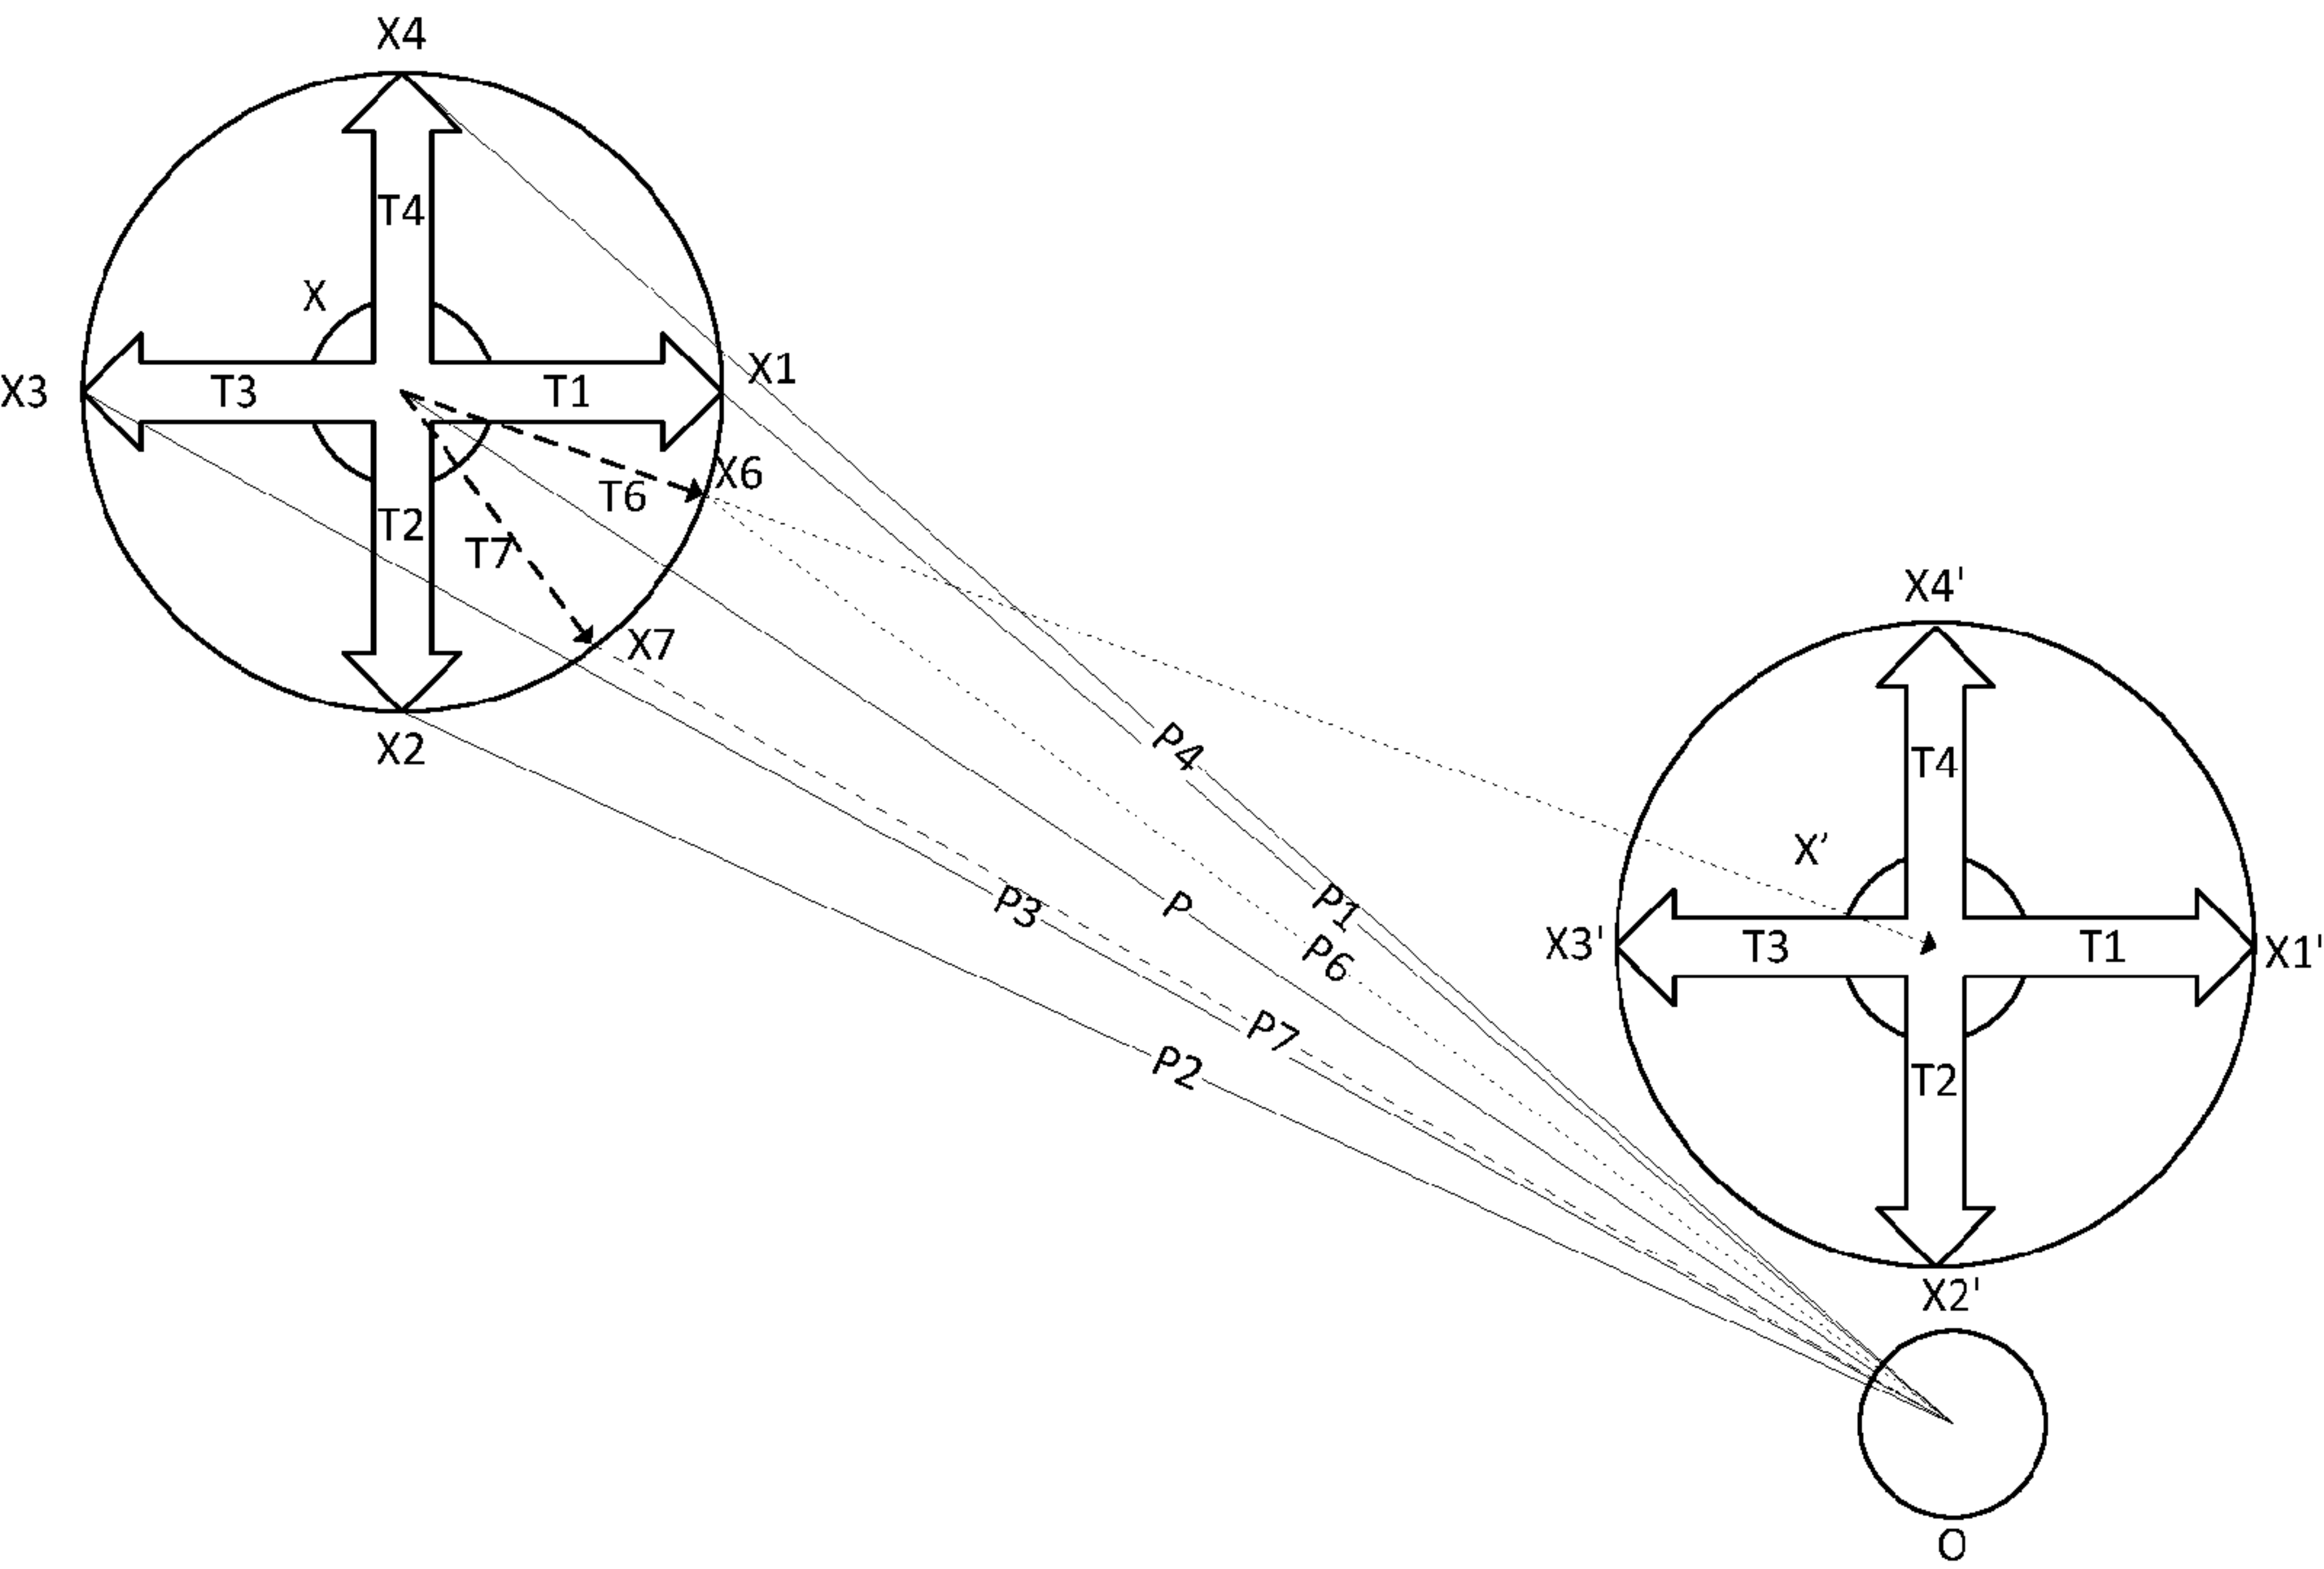 X4
T4
X
X3
T3
T1
X1
X6
T6
T2
T7
X7
X2
X4'
P4
T4
X’
P3
P
P1
P6
X3'
T3
T1
X1'
P7
P2
T2
X2'
O